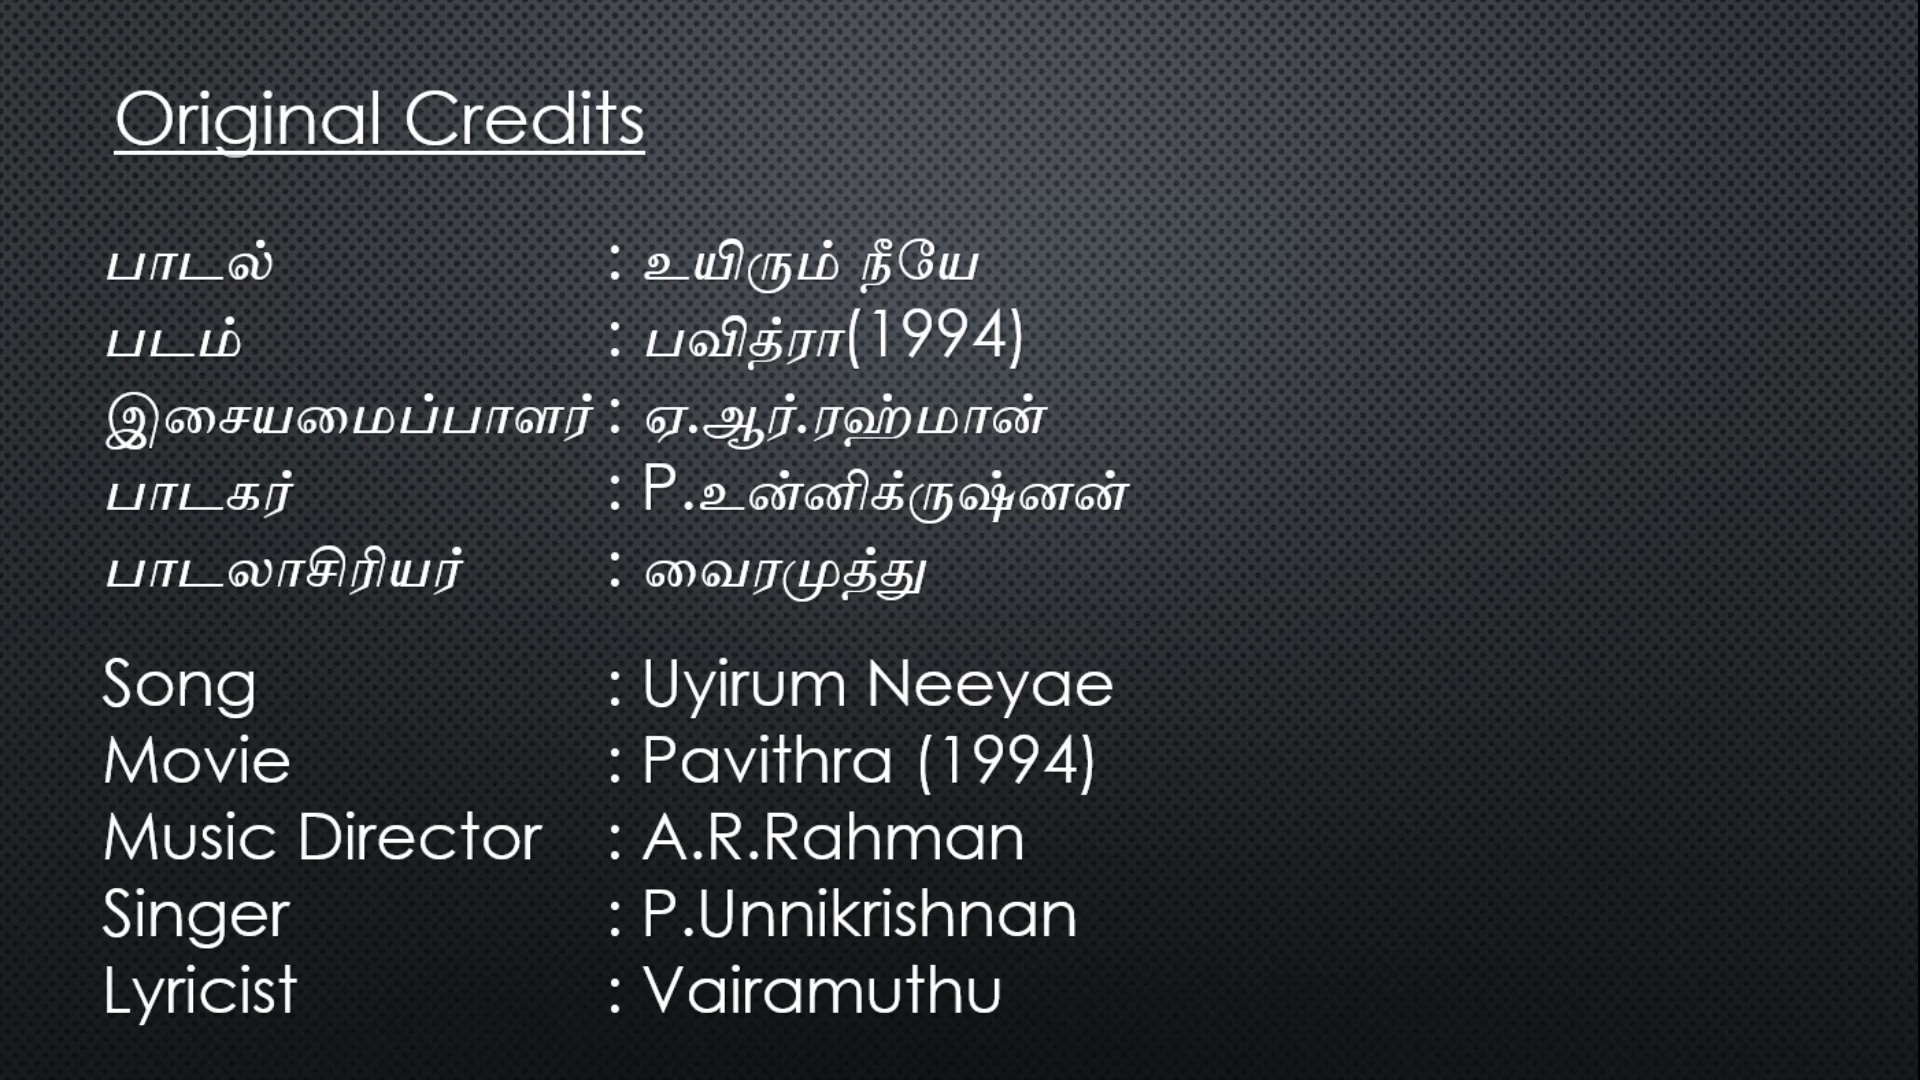 Original Credits
பாடல் : உயிரும் நீயே
படம் : பவித்ரா(1994)
இசையமைப்பாளர் : ஏ.ஆர்.ரஹ்மான்
பாடகர் : P.உன்னிக்ருஷ்னன்
பாடலாசிரியர் : வைரமுத்து
Song : Uyirum Neeyae
Movie : Pavithra (1994)
Music Director : A.R.Rahman
Singer : P.Unnikrishnan
Lyricist : Vairamuthu